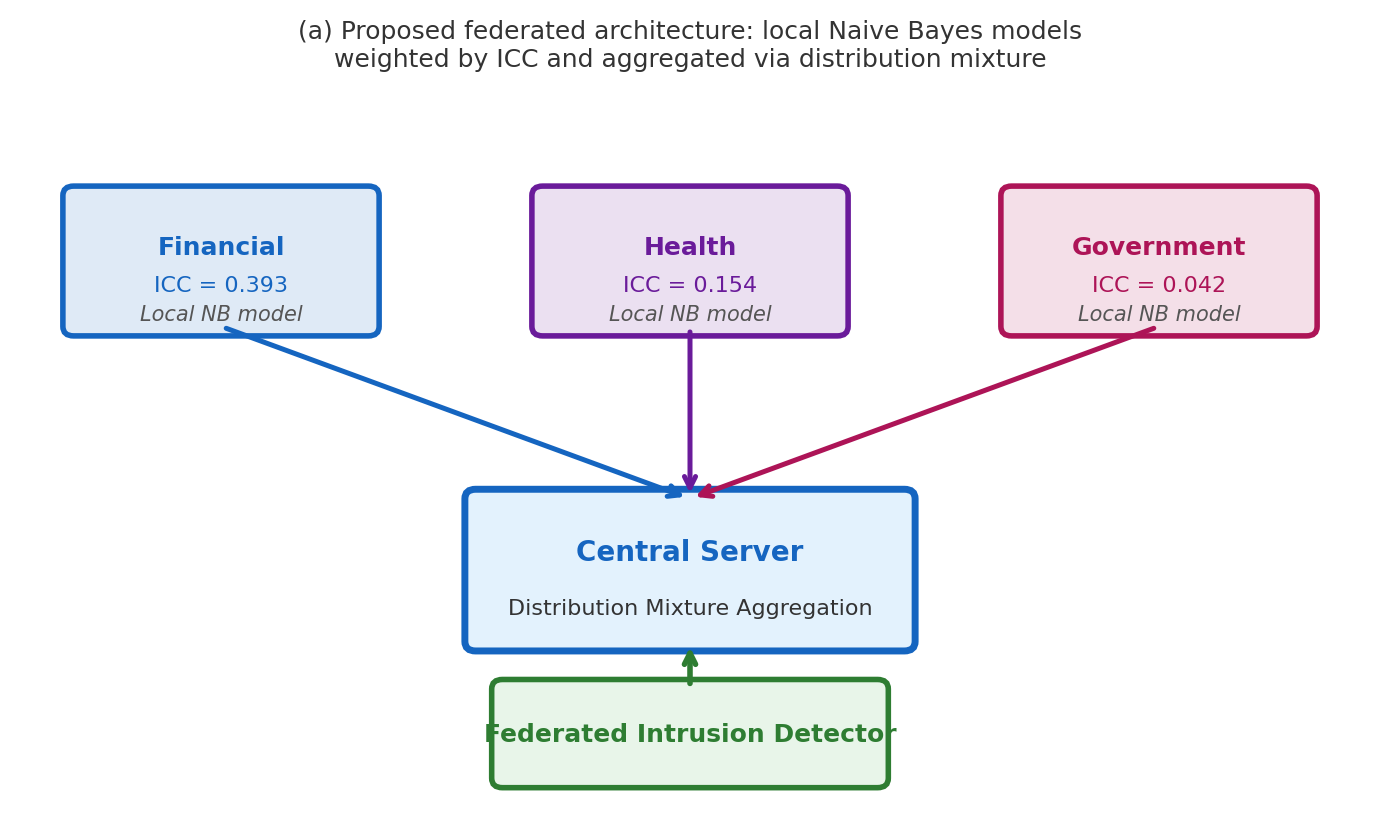 (a) Proposed federated architecture: local Naive Bayes models
weighted by ICC and aggregated via distribution mixture
Financial
ICC = 0.393
Local NB model
Health
ICC = 0.154
Local NB model
Government
ICC = 0.042
Local NB model
Central Server
Distribution Mixture Aggregation
Federated Intrusion Detector